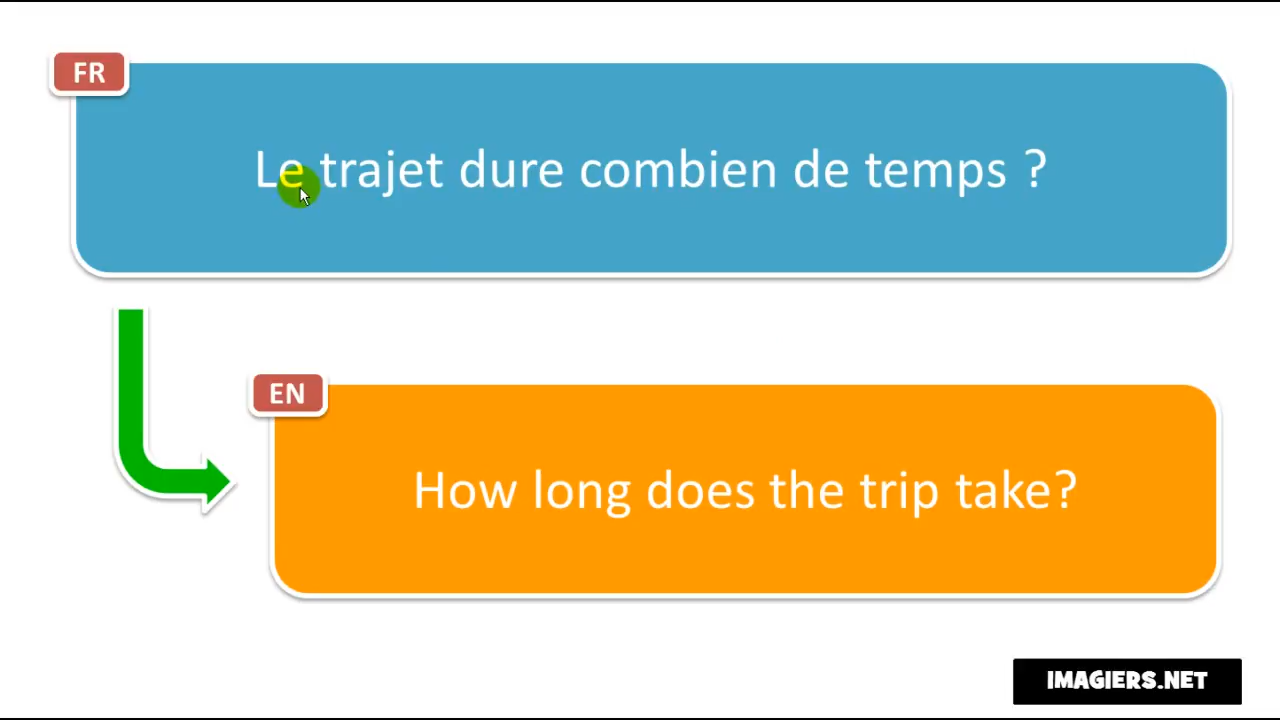 FR
Le trajet dure combien de temps ?
EN
How long does the trip take?
IMAGIERS.NET